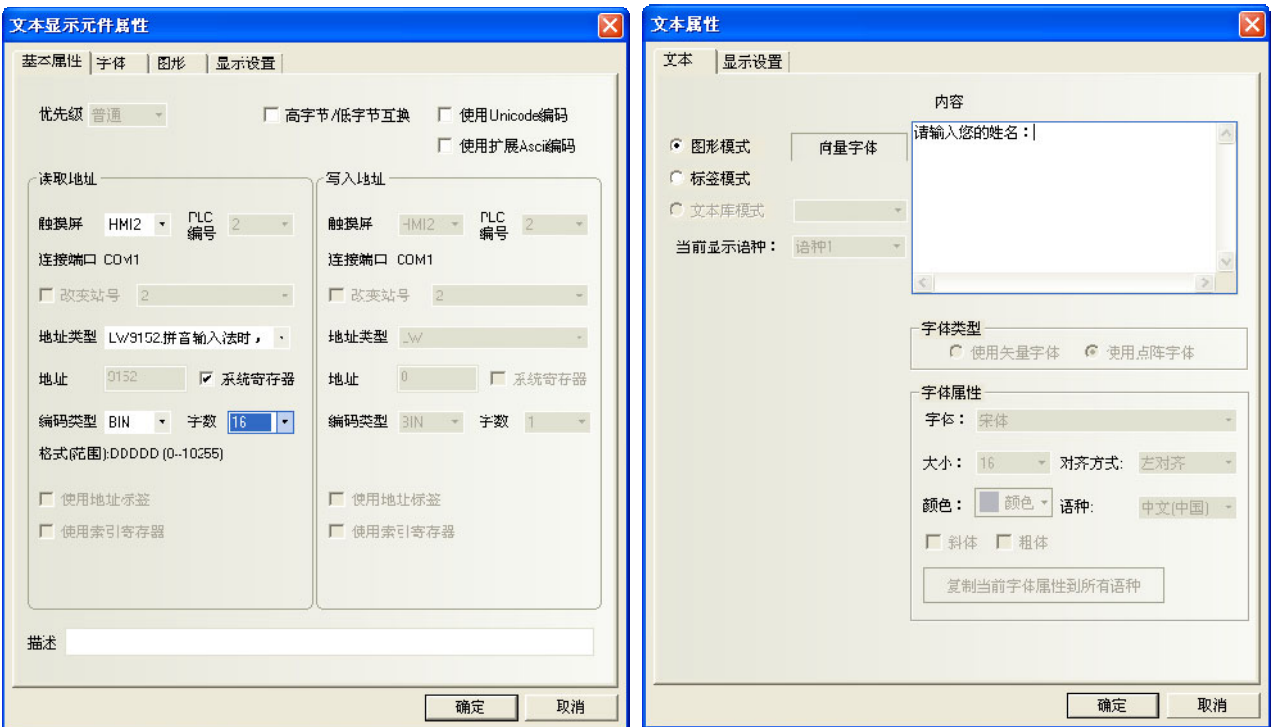 文本显示元件属性
基本属性 字体 图形 显示设置
优先级 普通 高字节/低字节互换 使用Unicode编码
使用扩展Ascii编码
读取地址 写入地址
触摸屏 HMI2 PLC编号 2 触摸屏 HMI2 PLC编号 2
连接端口 COM1 连接端口 COM1
改变站号 2 改变站号 2
地址类型 LW9152.拼音输入法时, 地址类型 LW
地址 9152 系统寄存器 地址 0 系统寄存器
编码类型 BIN 字数 16 编码类型 BIN 字数 1
格式(范围):DDDDD (0--10255)
使用地址标签 使用地址标签
使用索引寄存器 使用索引寄存器
描述
确定 取消
文本属性
文本 显示设置
内容
图形模式 向量字体 请输入您的姓名:
标签模式
文本库模式
当前显示语种: 语种1
字体类型
使用矢量字体 使用点阵字体
字体属性
字体: 宋体
大小: 16 对齐方式: 左对齐
颜色: 颜色 语种: 中文(中国)
斜体 粗体
复制当前字体属性到所有语种
确定 取消